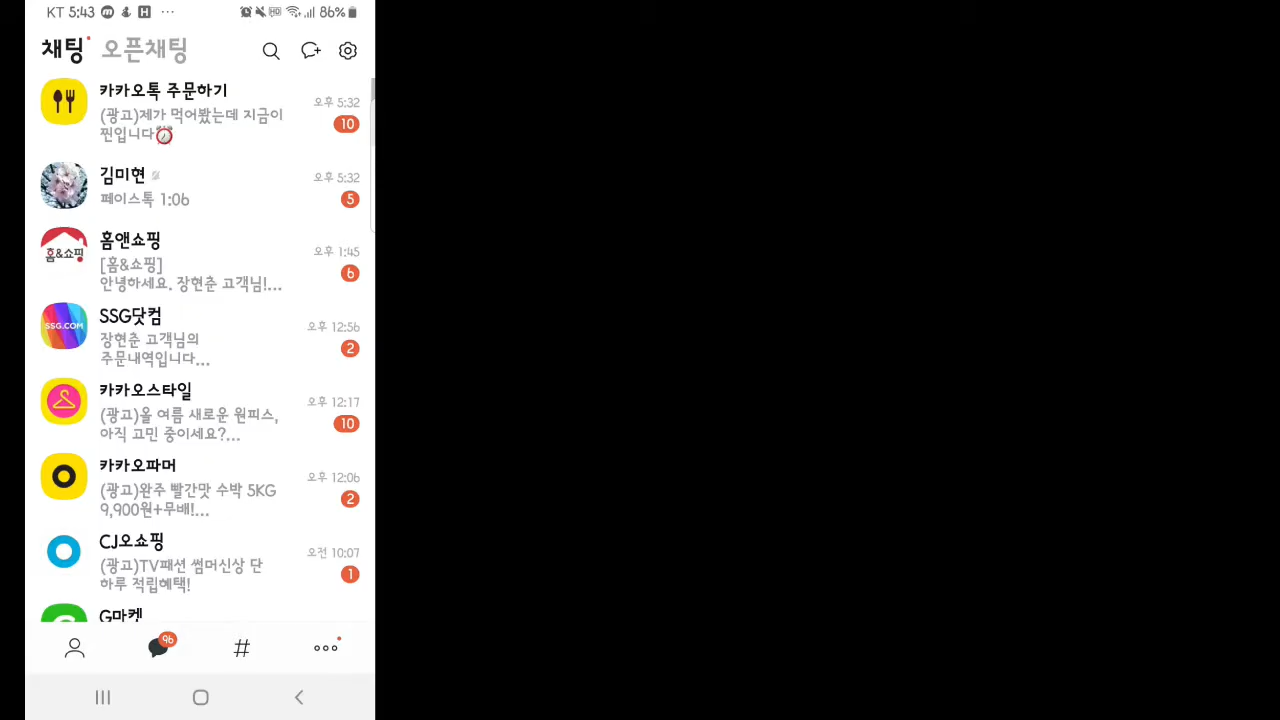 KT 5:43 m H ... HD 86%
채팅 오픈채팅
카카오톡 주문하기
오후 5:32
(광고)제가 먹어봤는데 지금이
찐입니다⏰
10
김미현
오후 5:32
페이스톡 1:06
5
홈앤쇼핑
오후 1:45
홈&쇼핑
[홈&쇼핑]
안녕하세요. 장현춘 고객님!...
6
SSG닷컴
오후 12:56
SSG.COM
장현춘 고객님의
주문내역입니다...
2
카카오스타일
오후 12:17
(광고)올 여름 새로운 원피스,
아직 고민 중이세요?...
10
카카오파머
오후 12:06
(광고)완주 빨간맛 수박 5KG
9,900원+무배!...
2
CJ오쇼핑
오전 10:07
(광고)TV패션 썸머신상 단
하루 적립혜택!
1
G마켓
96
#